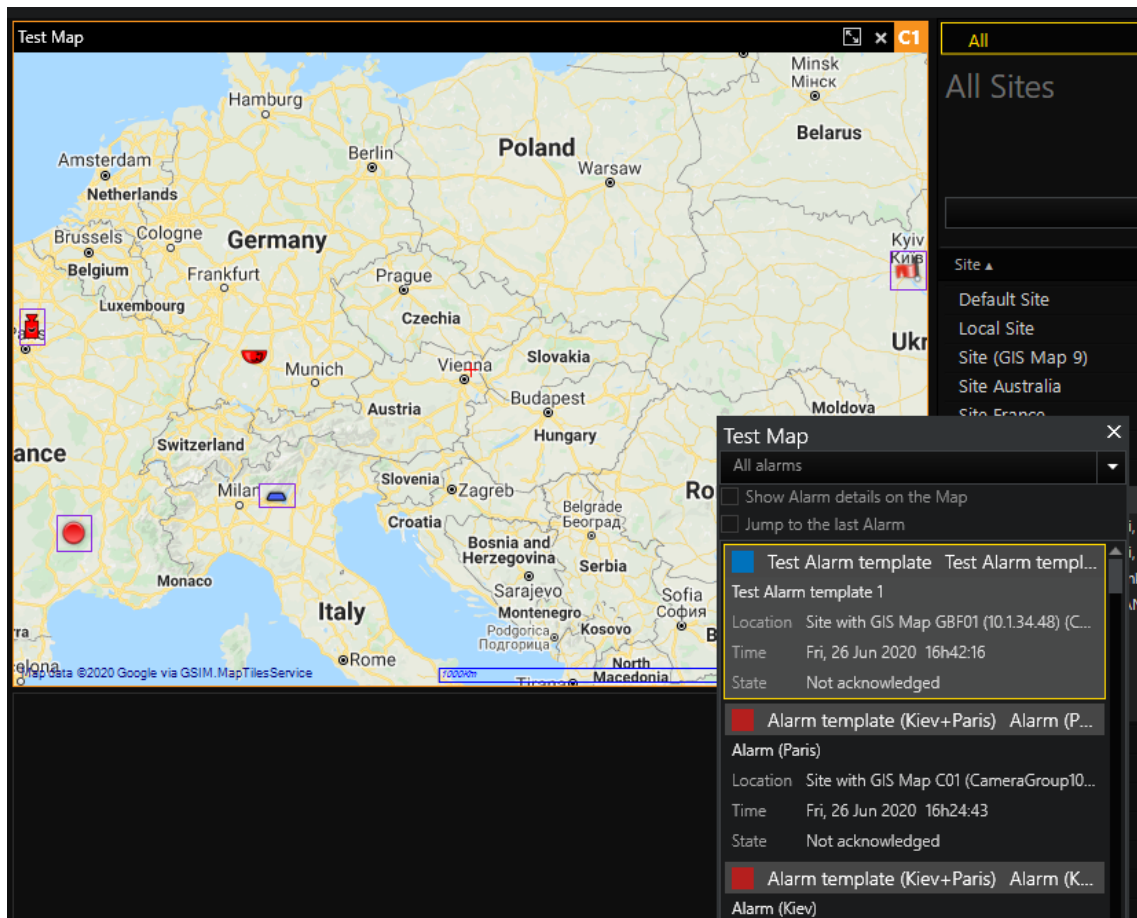 Test Map
C1
All
All Sites
Site
Default Site
Local Site
Site (GIS Map 9)
Site Australia
Site France
Minsk
Мінск
Hamburg
Belarus
Poland
Berlin
Amsterdam
Warsaw
Netherlands
Brussels
Cologne
Germany
Kyiv
Київ
Belgium
Frankfurt
Prague
Luxembourg
Czechia
Ukr
Slovakia
Munich
Vienna
Budapest
Austria
Moldova
Hungary
Switzerland
ance
Slovenia
Zagreb
Milan
Ro
Croatia
Belgrade
Београд
Bosnia and
Herzegovina
Serbia
Monaco
Sarajevo
Sofia
София
Montenegro
Italy
Podgorica
Подгорица
Kosovo
B
rra
Rome
North
Macedonia
elona
Map data ©2020 Google via GSIM.MapTilesService
1000Km
Tirana
Test Map
All alarms
Show Alarm details on the Map
Jump to the last Alarm
Test Alarm template Test Alarm templ...
Test Alarm template 1
Location Site with GIS Map GBF01 (10.1.34.48) (C...
Time Fri, 26 Jun 2020 16h42:16
State Not acknowledged
Alarm template (Kiev+Paris) Alarm (P...
Alarm (Paris)
Location Site with GIS Map C01 (CameraGroup10...
Time Fri, 26 Jun 2020 16h24:43
State Not acknowledged
Alarm template (Kiev+Paris) Alarm (K...
Alarm (Kiev)